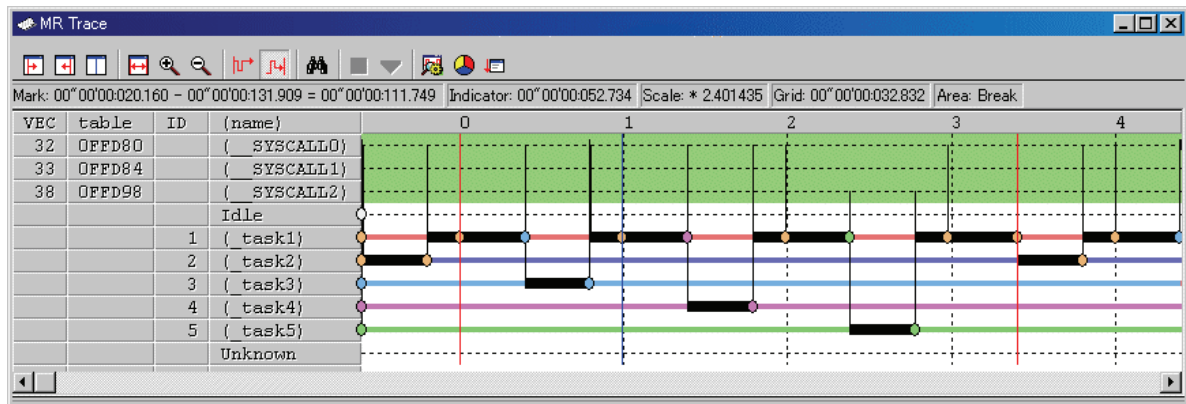 MR Trace
Mark: 00"00'00:020.160 - 00"00'00:131.909 = 00"00'00:111.749 Indicator: 00"00'00:052.734 Scale: * 2.401435 Grid: 00"00'00:032.832 Area: Break
VEC table ID (name) 0 1 2 3 4
32 0FFD80 (__SYSCALL0)
33 0FFD84 (__SYSCALL1)
38 0FFD98 (__SYSCALL2)
Idle
1 (_task1)
2 (_task2)
3 (_task3)
4 (_task4)
5 (_task5)
Unknown